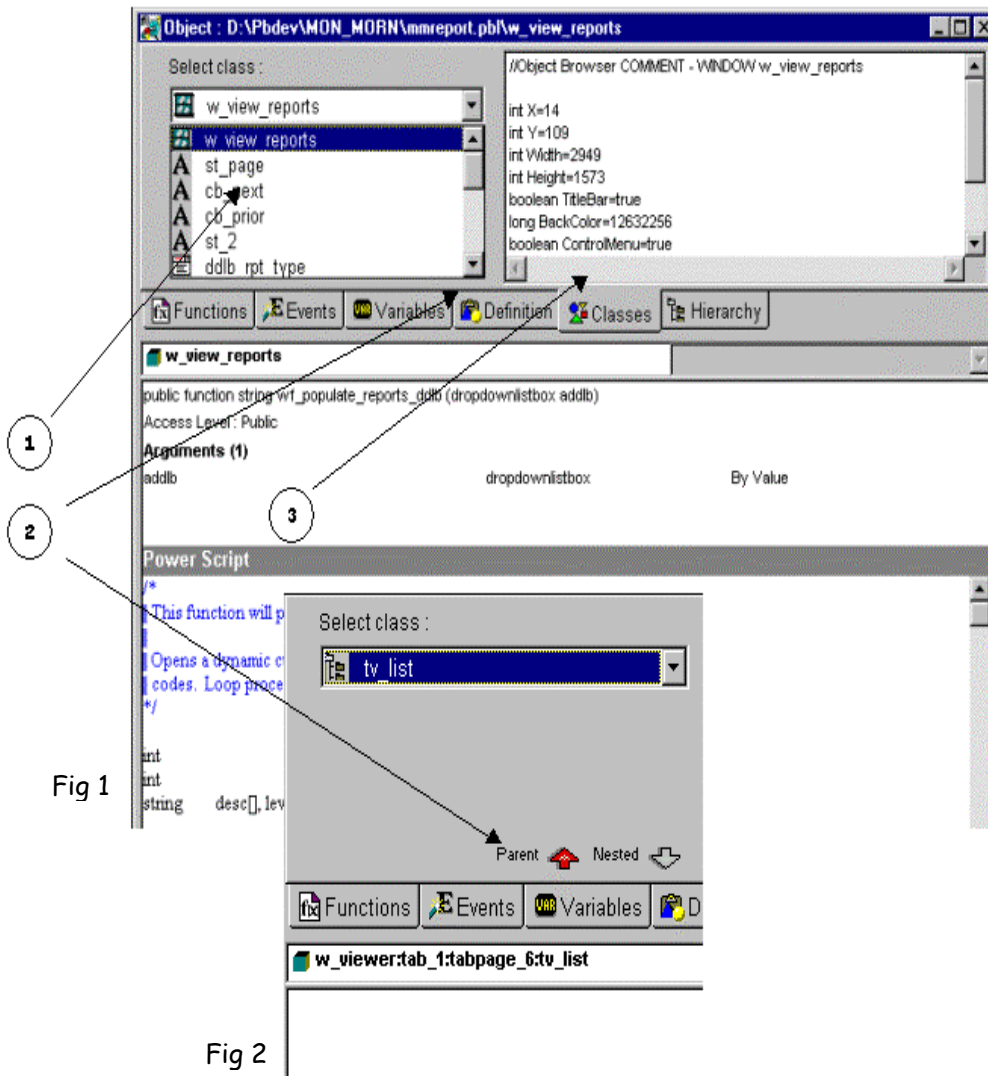 Object : D:\Pbdev\MON_MORN\mmreport.pbl\w_view_reports
Select class :
w_view_reports
w_view_reports
st_page
cb_next
cb_prior
st_2
ddlb_rpt_type
//Object Browser COMMENT - WINDOW w_view_reports
int X=14
int Y=109
int Width=2949
int Height=1573
boolean TitleBar=true
long BackColor=12632256
boolean ControlMenu=true
fx Functions E Events VAR Variables Definition Classes Hierarchy
w_view_reports
public function string wf_populate_reports_ddlb (dropdownlistbox addlb)
Access Level : Public
Arguments (1)
addlb dropdownlistbox By Value
1
2
3
Power Script
/*
| This function will p
|
| Opens a dynamic c
| codes. Loop proce
*/
int
int
string desc[], lev
Fig 1
Select class :
tv_list
Parent Nested
fx Functions E Events VAR Variables D
w_viewer:tab_1:tabpage_6:tv_list
Fig 2